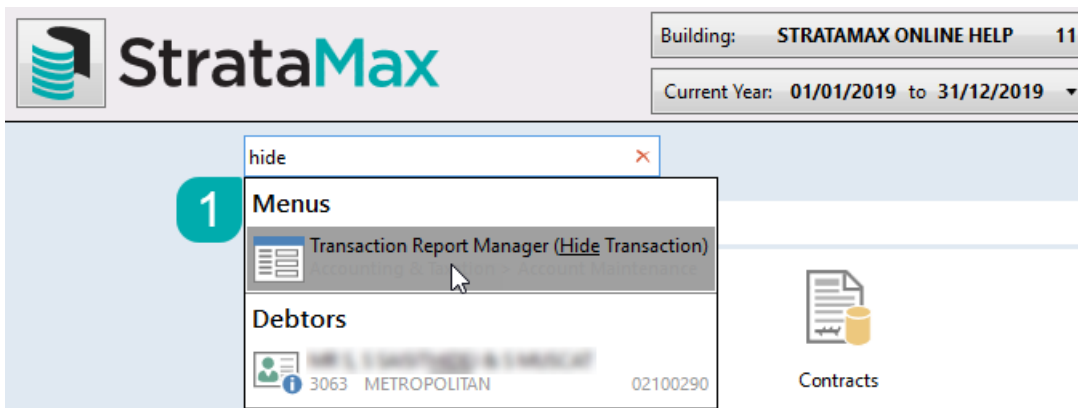 StrataMax
Building: STRATAMAX ONLINE HELP 11
Current Year: 01/01/2019 to 31/12/2019
hide
1
Menus
Transaction Report Manager (Hide Transaction)
Accounting & Taxation > Account Maintenance
Debtors
3063 METROPOLITAN 02100290
Contracts